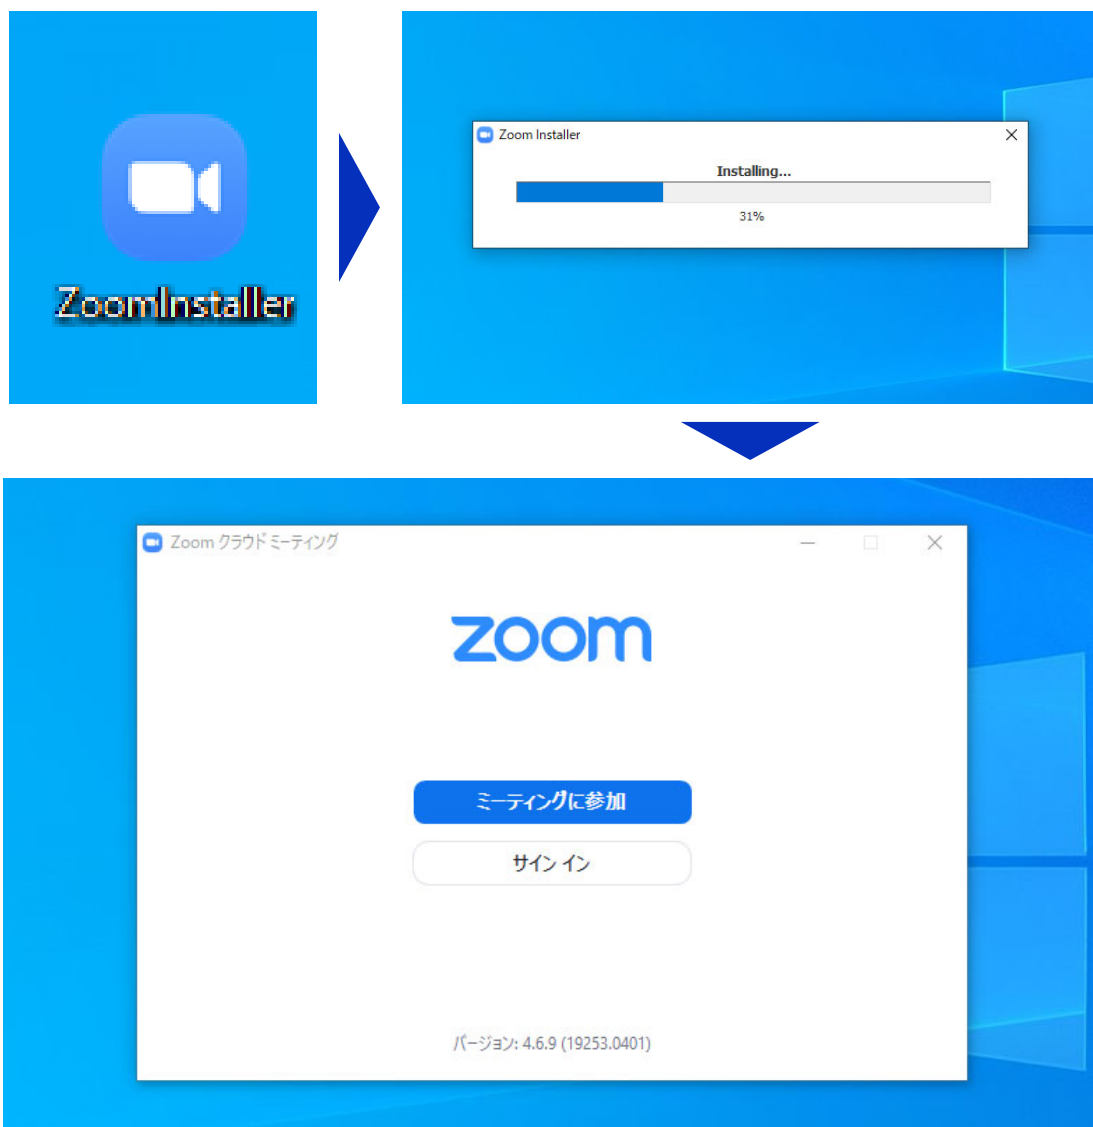 ZoomInstaller
Zoom Installer
Installing...
31%
Zoom クラウド ミーティング
zoom
ミーティングに参加
サイン イン
バージョン: 4.6.9 (19253.0401)